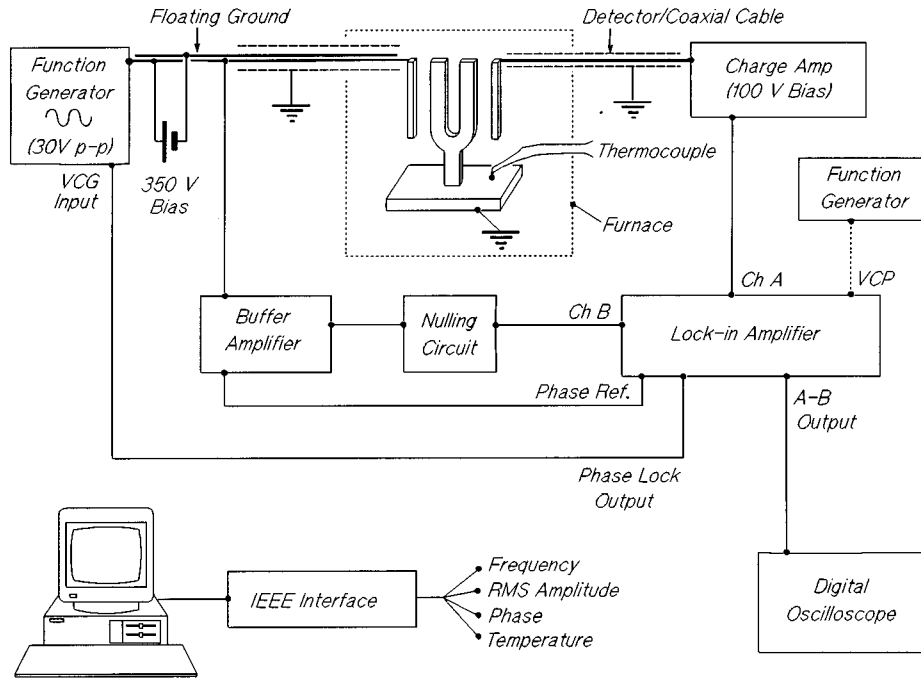 Floating Ground
Detector/Coaxial Cable
Function
Generator
(30V p-p)
VCG
Input
350 V
Bias
Charge Amp
(100 V Bias)
Thermocouple
Furnace
Function
Generator
Ch A
VCP
Buffer
Amplifier
Nulling
Circuit
Ch B
Lock-in Amplifier
Phase Ref.
A-B
Output
Phase Lock
Output
IEEE Interface
Frequency
RMS Amplitude
Phase
Temperature
Digital
Oscilloscope